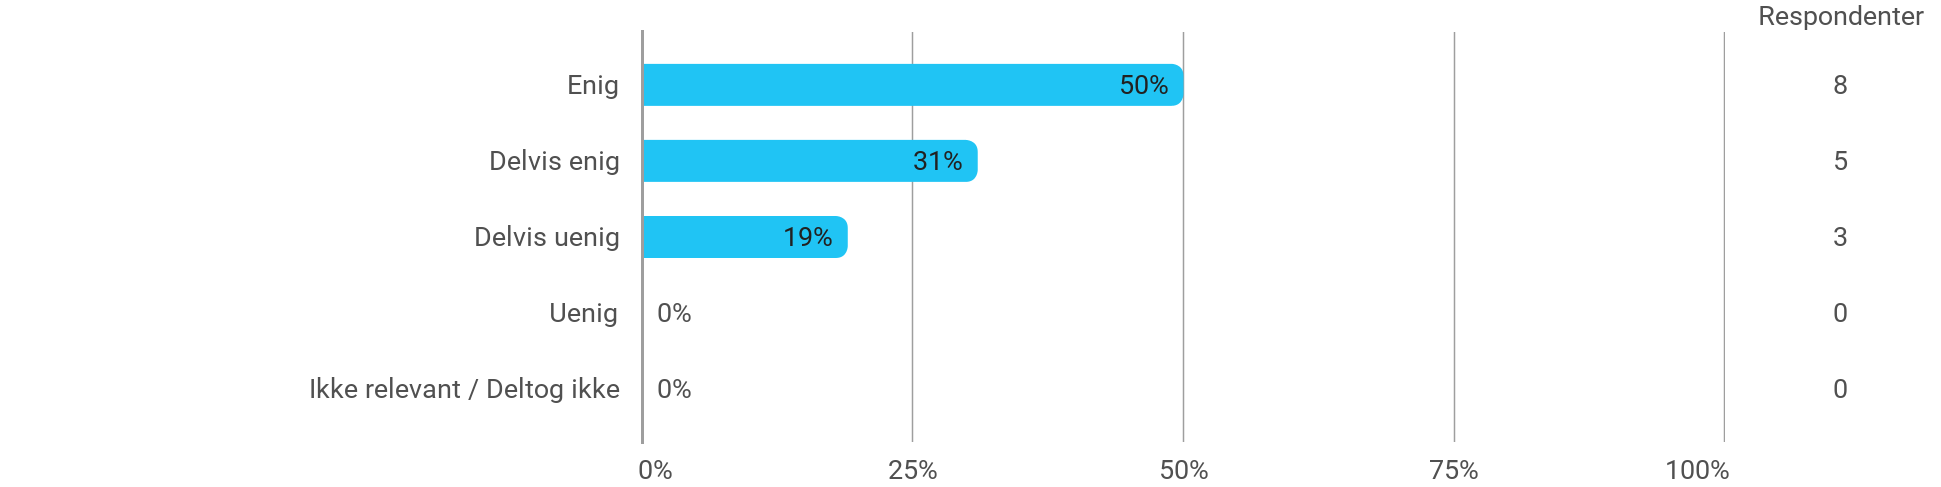 Respondenter
Enig 50% 8
Delvis enig 31% 5
Delvis uenig 19% 3
Uenig 0% 0
Ikke relevant / Deltog ikke 0% 0
0% 25% 50% 75% 100%